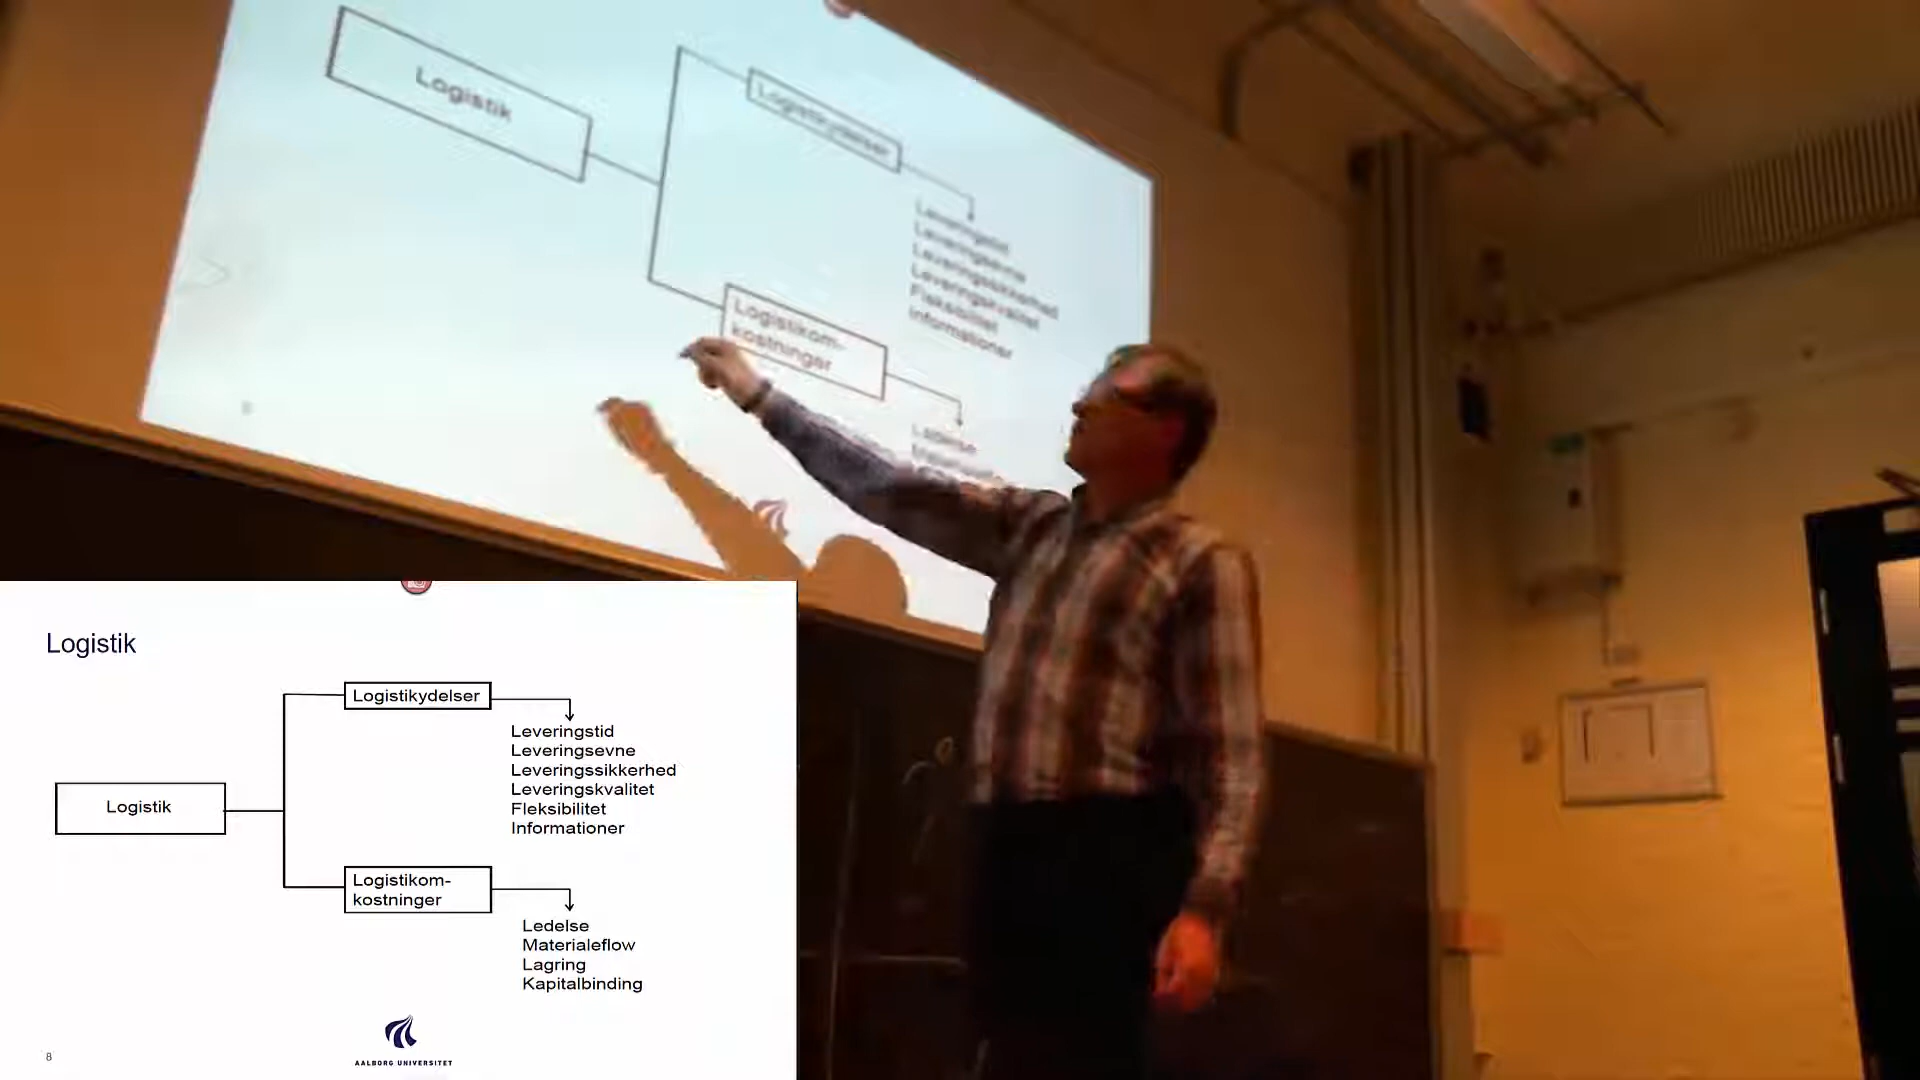 Logistik
Logistikydelser
Leveringstid
Leveringsevne
Leveringssikkerhed
Leveringskvalitet
Fleksibilitet
Informationer
Logistikom-
kostninger
Ledelse
Logistik
Logistikydelser
Leveringstid
Leveringsevne
Leveringssikkerhed
Leveringskvalitet
Fleksibilitet
Informationer
Logistik
Logistikom-
kostninger
Ledelse
Materialeflow
Lagring
Kapitalbinding
8
AALBORG UNIVERSITET